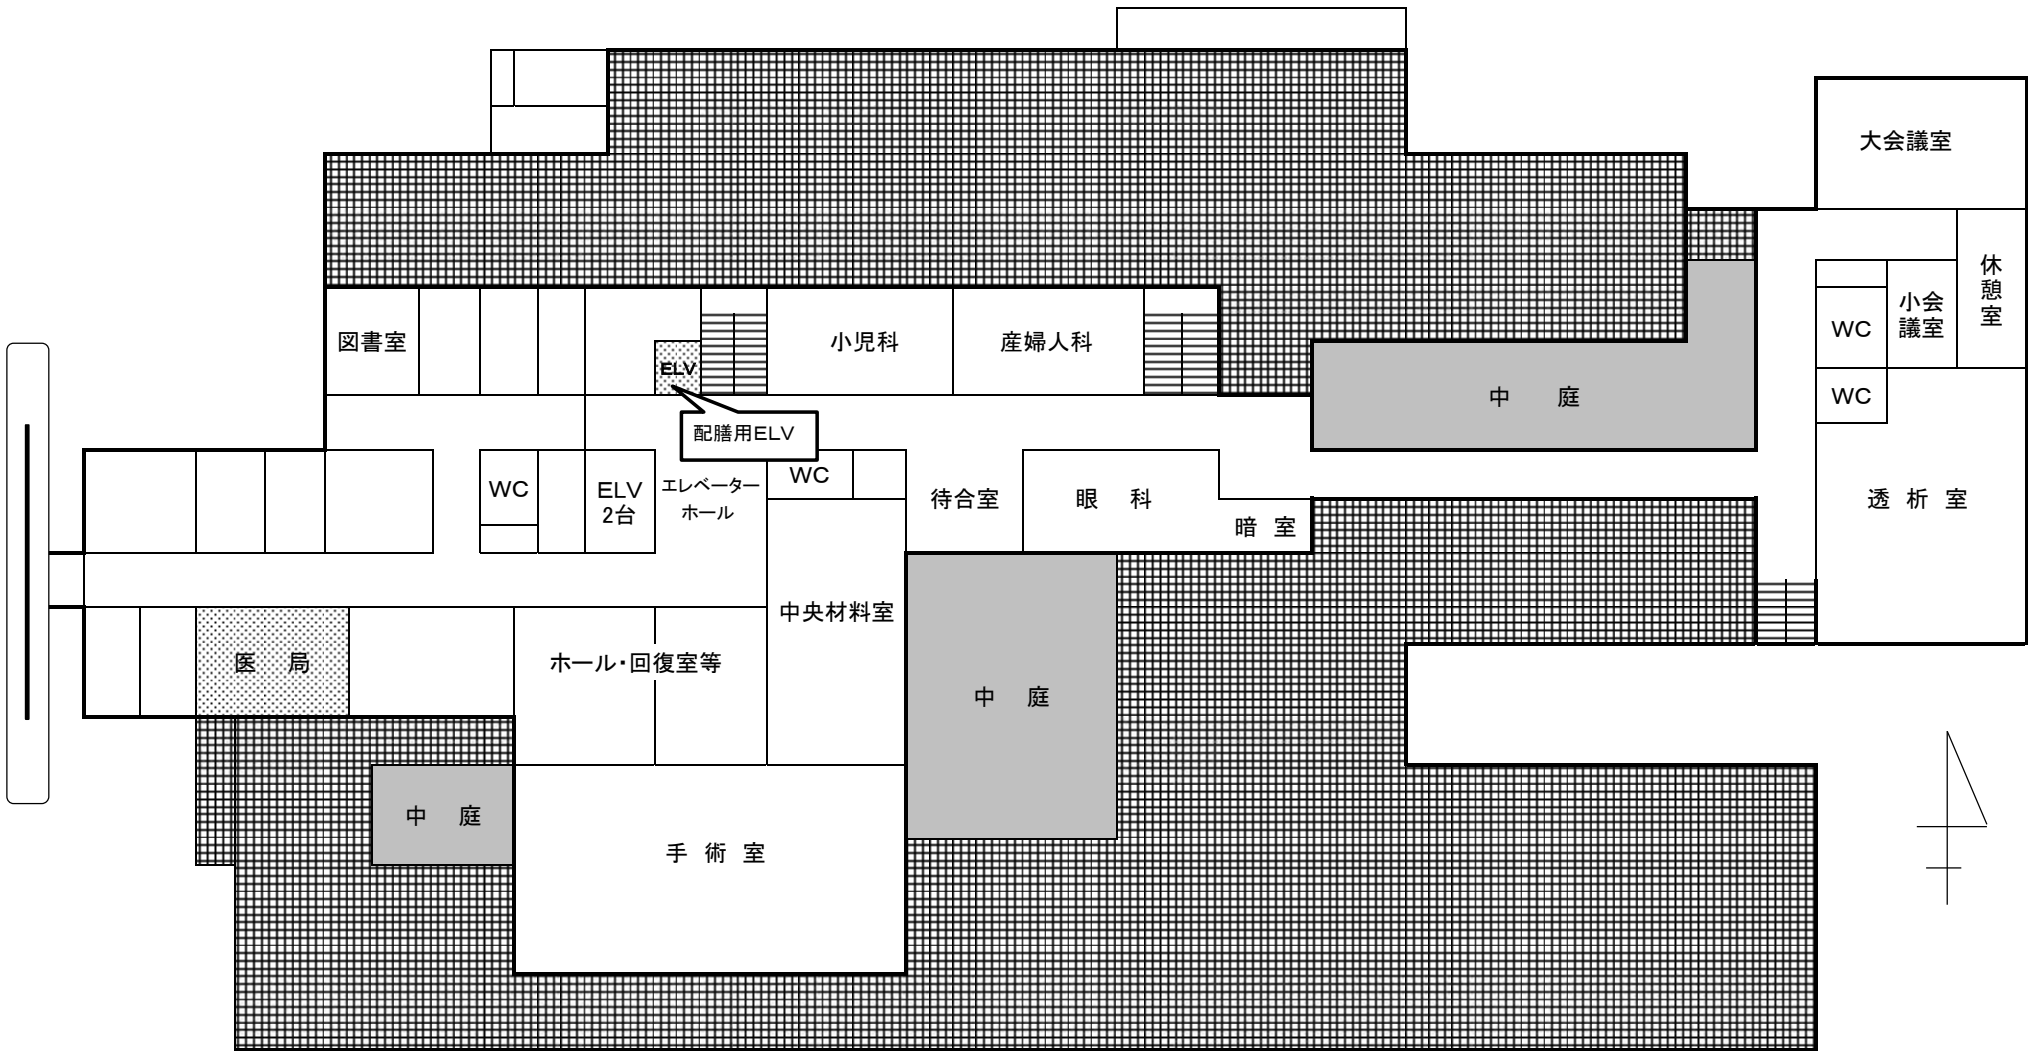 大会議室
休
憩
室
小会
議室
WC
WC
図書室
ELV
小児科
産婦人科
中 庭
配膳用ELV
WC
ELV
2台
エレベーター
ホール
WC
待合室
眼 科
暗 室
透 析 室
中央材料室
医 局
ホール・回復室等
中 庭
中 庭
手 術 室